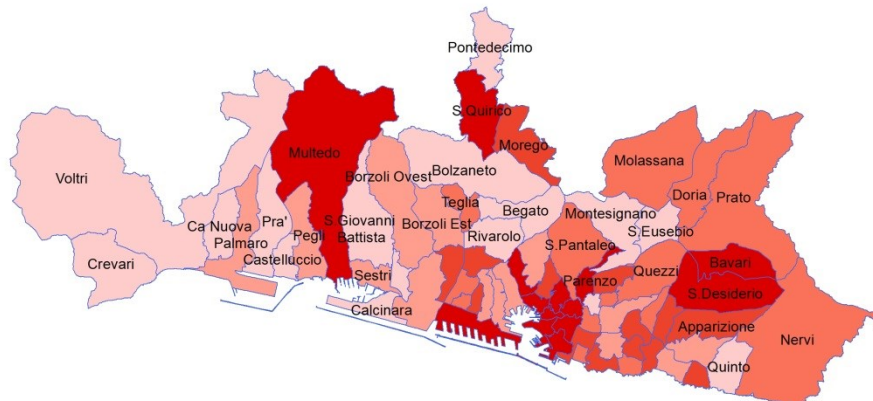 Pontedecimo
S.Quirico
Morego
Multedo
Molassana
Voltri
Borzoli Ovest
Bolzaneto
Doria
Prato
Teglia
Begato
Montesignano
Ca Nuova
Pra'
S.Giovanni
Battista
Borzoli Est
Rivarolo
S.Eusebio
Palmaro
Pegli
S.Pantaleo
Crevari
Castelluccio
Sestri
Parenzo
Quezzi
Bavari
S.Desiderio
Calcinara
Apparizione
Nervi
Quinto